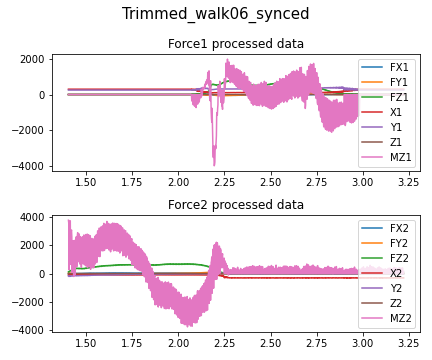 Trimmed_walk06_synced
Force1 processed data
2000
0
−2000
−4000
FX1
FY1
FZ1
X1
Y1
Z1
MZ1
1.50 1.75 2.00 2.25 2.50 2.75 3.00 3.25
Force2 processed data
4000
2000
0
−2000
−4000
FX2
FY2
FZ2
X2
Y2
Z2
MZ2
1.50 1.75 2.00 2.25 2.50 2.75 3.00 3.25